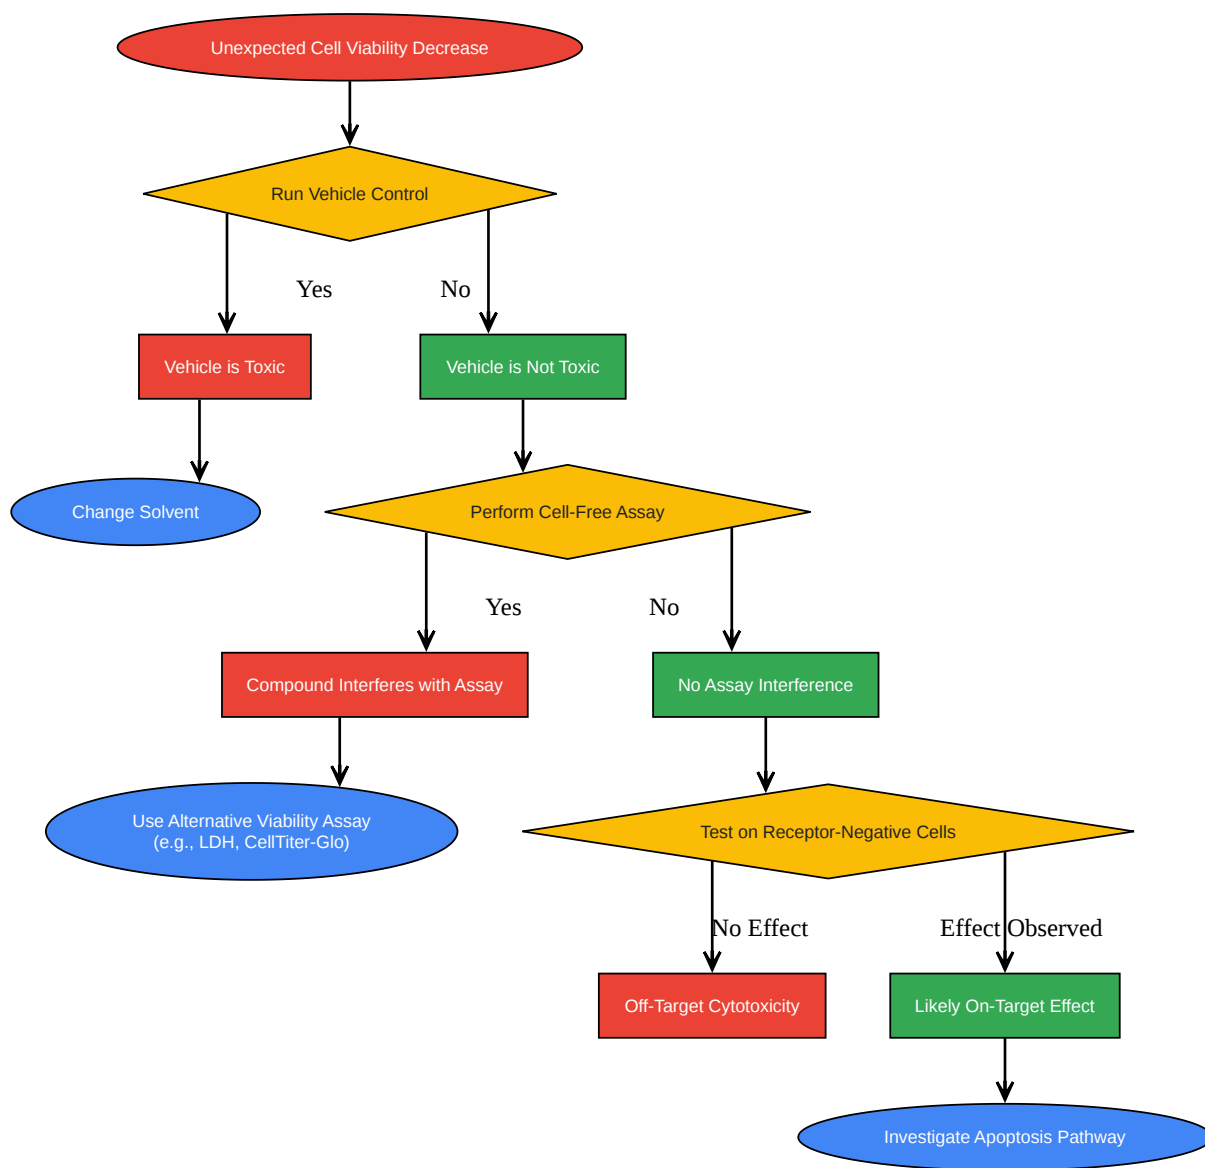 Unexpected Cell Viability Decrease
Run Vehicle Control
Yes
No
Vehicle is Toxic
Vehicle is Not Toxic
Change Solvent
Perform Cell-Free Assay
Yes
No
Compound Interferes with Assay
No Assay Interference
Use Alternative Viability Assay
(e.g., LDH, CellTiter-Glo)
Test on Receptor-Negative Cells
No Effect
Effect Observed
Off-Target Cytotoxicity
Likely On-Target Effect
Investigate Apoptosis Pathway